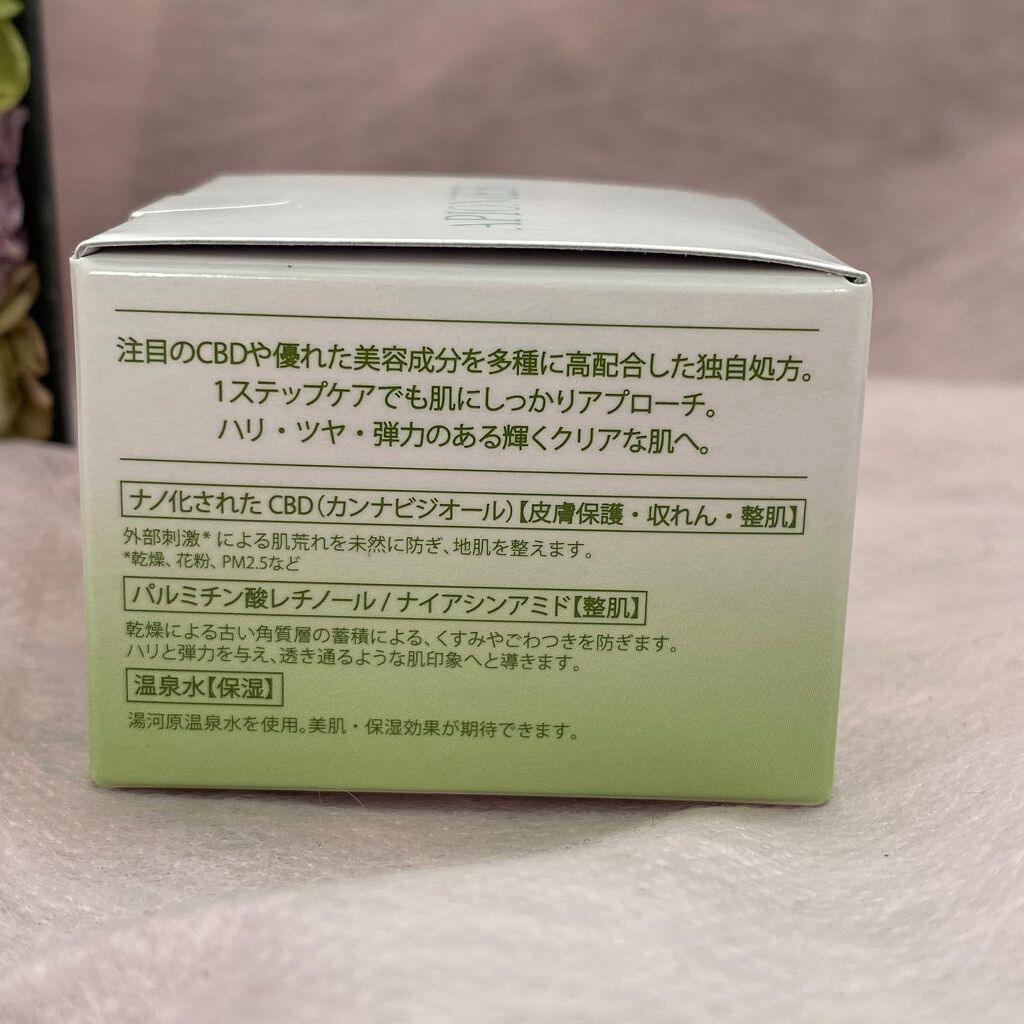 注目のCBDや優れた美容成分を多種に高配合した独自処方。
1ステップケアでも肌にしっかりアプローチ。
ハリ・ツヤ・弾力のある輝くクリアな肌へ。
ナノ化された CBD（カンナビジオール）【皮膚保護・収れん・整肌】
外部刺激* による肌荒れを未然に防ぎ、地肌を整えます。
*乾燥、花粉、PM2.5など
パルミチン酸レチノール / ナイアシンアミド【整肌】
乾燥による古い角質層の蓄積による、くすみやごわつきを防ぎます。
ハリと弾力を与え、透き通るような肌印象へと導きます。
温泉水【保湿】
湯河原温泉水を使用。美肌・保湿効果が期待できます。